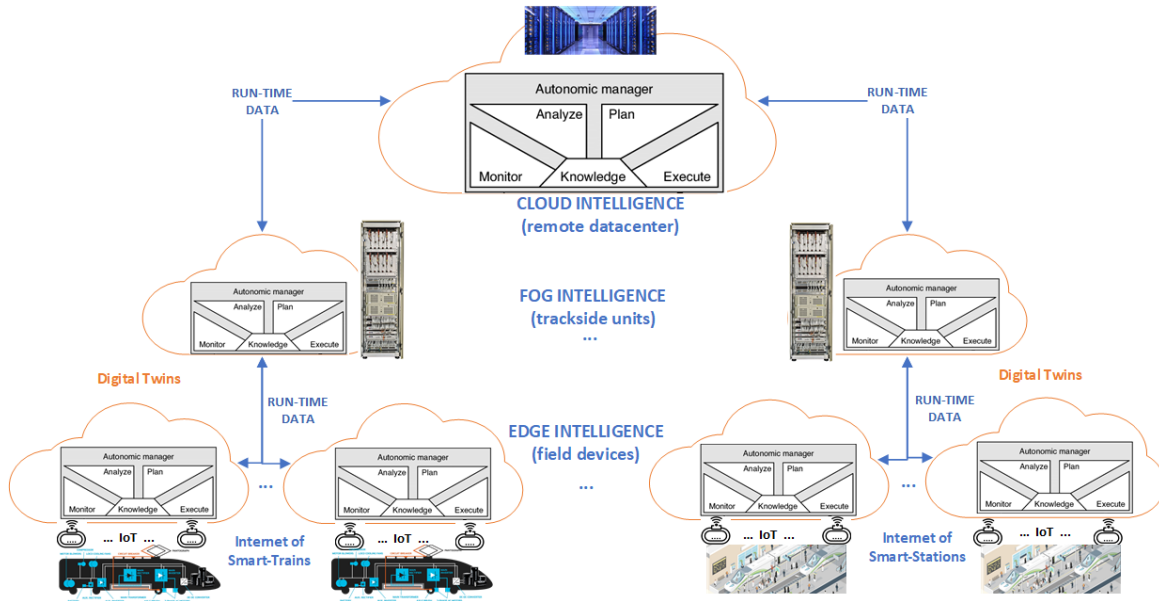 Autonomic manager
Analyze Plan
Monitor Knowledge Execute
RUN-TIME
DATA
RUN-TIME
DATA
CLOUD INTELLIGENCE
(remote datacenter)
Autonomic manager
Analyze Plan
Monitor Knowledge Execute
FOG INTELLIGENCE
(trackside units)
...
Autonomic manager
Analyze Plan
Monitor Knowledge Execute
Digital Twins
RUN-TIME
DATA
Digital Twins
RUN-TIME
DATA
Autonomic manager
Analyze Plan
Monitor Knowledge Execute
...
Autonomic manager
Analyze Plan
Monitor Knowledge Execute
EDGE INTELLIGENCE
(field devices)
...
Autonomic manager
Analyze Plan
Monitor Knowledge Execute
...
Autonomic manager
Analyze Plan
Monitor Knowledge Execute
... IoT ...
Internet of
Smart-Trains
... IoT ...
... IoT ...
Internet of
Smart-Stations
... IoT ...